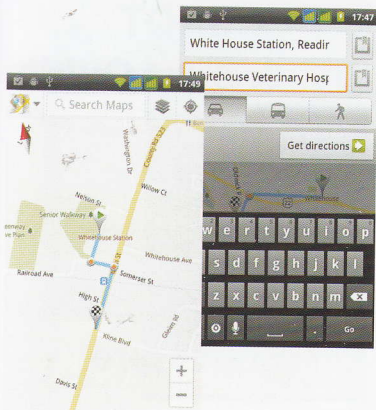 17:47
White House Station, Readir
Whitehouse Veterinary Hosp
Get directions
Whitehouse
w e r t y u i o p
s d f g h j k l
z x c v b n m
Go
17:49
Search Maps
County Rd 523
Washington Dr
Willow Ct
Nelson St
Senior Walkway
Whitehouse Station
Whitehouse Ave
Railroad Ave
Somerset St
High St
Kline Blvd
Davis St
+
−